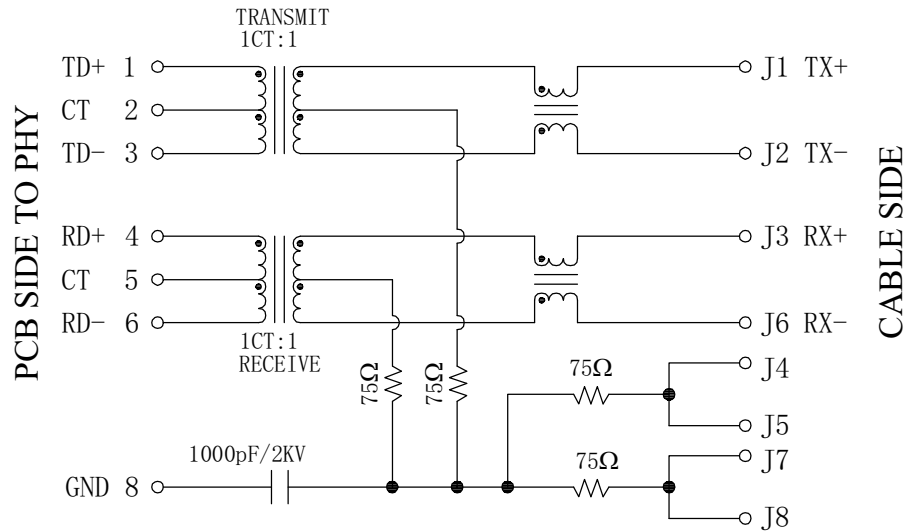 TRANSMIT
1CT:1
PCB SIDE TO PHY
TD+ 1
CT 2
TD- 3
J1 TX+
J2 TX-
RD+ 4
CT 5
RD- 6
J3 RX+
J6 RX-
CABLE SIDE
1CT:1
RECEIVE
75Ω
75Ω
75Ω
J4
J5
1000pF/2KV
GND 8
75Ω
J7
J8